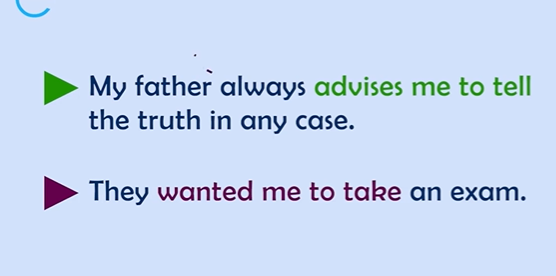 My father always advises me to tell
the truth in any case.
They wanted me to take an exam.